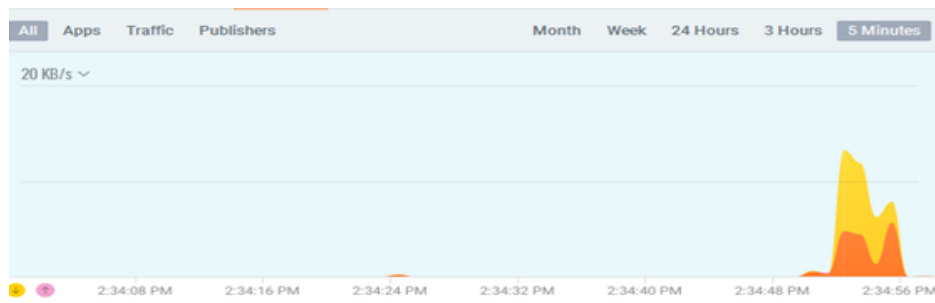 All Apps Traffic Publishers Month Week 24 Hours 3 Hours 5 Minutes
20 KB/s
2:34:08 PM 2:34:16 PM 2:34:24 PM 2:34:32 PM 2:34:40 PM 2:34:48 PM 2:34:56 PM